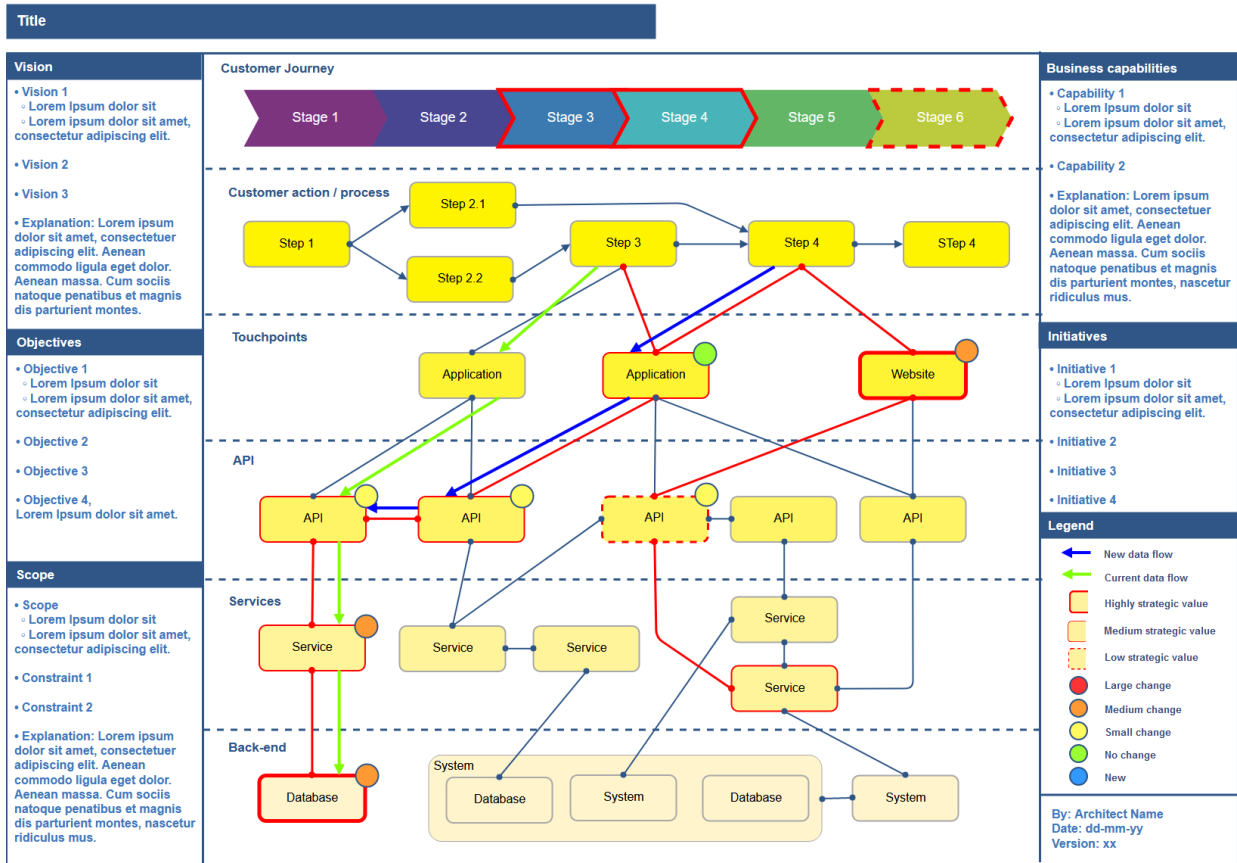 Title
Vision
• Vision 1
◦ Lorem Ipsum dolor sit
◦ Lorem ipsum dolor sit amet,
consectetur adipiscing elit.
• Vision 2
• Vision 3
• Explanation: Lorem ipsum
dolor sit amet, consectetuer
adipiscing elit. Aenean
commodo ligula eget dolor.
Aenean massa. Cum sociis
natoque penatibus et magnis
dis parturient montes.
Objectives
• Objective 1
◦ Lorem Ipsum dolor sit
◦ Lorem ipsum dolor sit amet,
consectetur adipiscing elit.
• Objective 2
• Objective 3
• Objective 4,
Lorem Ipsum dolor sit amet.
Scope
• Scope
◦ Lorem Ipsum dolor sit
◦ Lorem ipsum dolor sit amet,
consectetur adipiscing elit.
• Constraint 1
• Constraint 2
• Explanation: Lorem ipsum
dolor sit amet, consectetuer
adipiscing elit. Aenean
commodo ligula eget dolor.
Aenean massa. Cum sociis
natoque penatibus et magnis
dis parturient montes, nascetur
ridiculus mus.
Customer Journey
Stage 1
Stage 2
Stage 3
Stage 4
Stage 5
Stage 6
Customer action / process
Step 1
Step 2.1
Step 2.2
Step 3
Step 4
STep 4
Touchpoints
Application
Application
Website
API
API
API
API
API
API
Services
Service
Service
Service
Service
Service
Back-end
Database
System
Database
System
Database
System
Business capabilities
• Capability 1
◦ Lorem Ipsum dolor sit
◦ Lorem ipsum dolor sit amet,
consectetur adipiscing elit.
• Capability 2
• Explanation: Lorem ipsum
dolor sit amet, consectetuer
adipiscing elit. Aenean
commodo ligula eget dolor.
Aenean massa. Cum sociis
natoque penatibus et magnis
dis parturient montes, nascetur
ridiculus mus.
Initiatives
• Initiative 1
◦ Lorem Ipsum dolor sit
◦ Lorem ipsum dolor sit amet,
consectetur adipiscing elit.
• Initiative 2
• Initiative 3
• Initiative 4
Legend
New data flow
Current data flow
Highly strategic value
Medium strategic value
Low strategic value
Large change
Medium change
Small change
No change
New
By: Architect Name
Date: dd-mm-yy
Version: xx